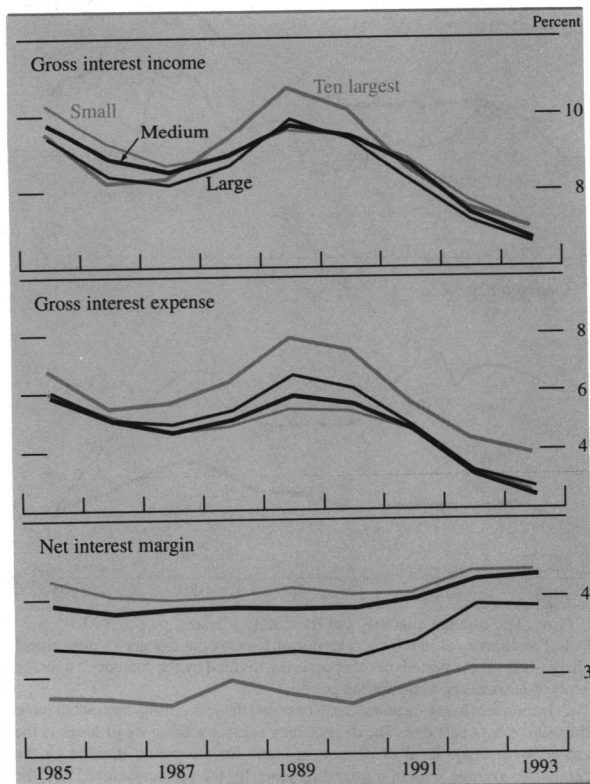 Percent
Gross interest income
Ten largest
Small
10
Medium
Large
8
Gross interest expense
8
6
4
Net interest margin
4
3
1985 1987 1989 1991 1993